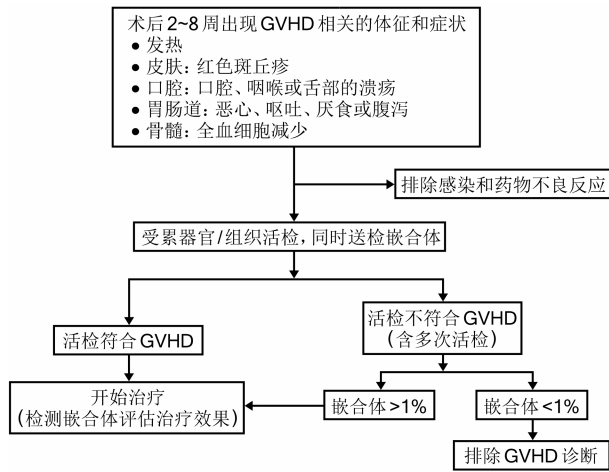 术后2~8周出现GVHD相关的体征和症状
● 发热
● 皮肤：红色斑丘疹
● 口腔：口腔、咽喉或舌部的溃疡
● 胃肠道：恶心、呕吐、厌食或腹泻
● 骨髓：全血细胞减少
排除感染和药物不良反应
受累器官/组织活检，同时送检嵌合体
活检符合GVHD
活检不符合GVHD
(含多次活检)
开始治疗
(检测嵌合体评估治疗效果)
嵌合体>1%
嵌合体<1%
排除GVHD诊断